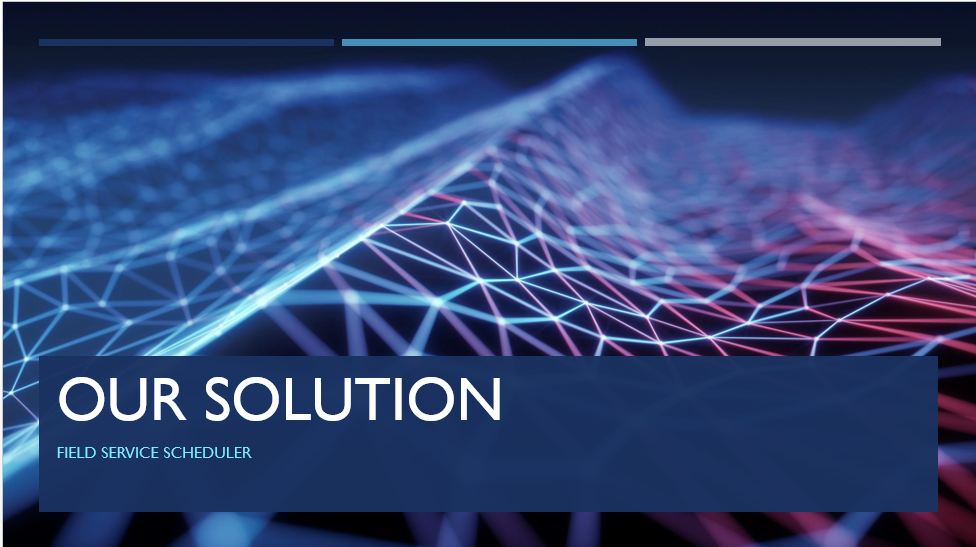 OUR SOLUTION
FIELD SERVICE SCHEDULER